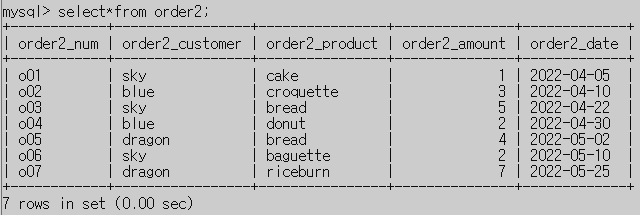 mysql> select*from order2;
+------------+-----------------+----------------+---------------+-------------+
| order2_num | order2_customer | order2_product | order2_amount | order2_date |
+------------+-----------------+----------------+---------------+-------------+
| o01        | sky             | cake           |             1 | 2022-04-05  |
| o02        | blue            | croquette      |             3 | 2022-04-10  |
| o03        | sky             | bread          |             5 | 2022-04-22  |
| o04        | blue            | donut          |             2 | 2022-04-30  |
| o05        | dragon          | bread          |             4 | 2022-05-02  |
| o06        | sky             | baguette       |             2 | 2022-05-10  |
| o07        | dragon          | riceburn       |             7 | 2022-05-25  |
+------------+-----------------+----------------+---------------+-------------+
7 rows in set (0.00 sec)